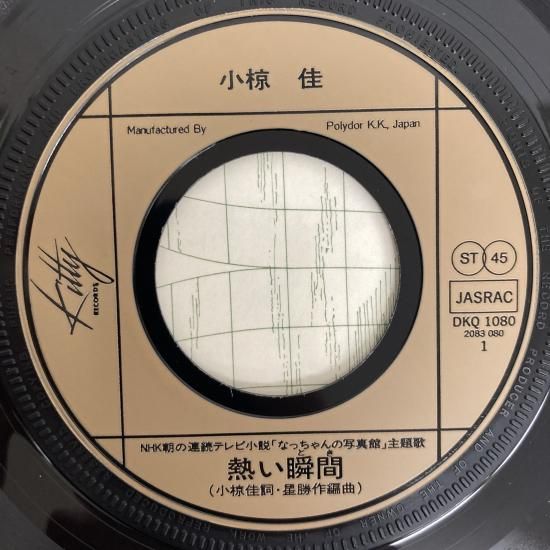 小椋 佳
Manufactured By
Polydor K.K., Japan
Kitty
RECORDS
ST 45
JASRAC
DKQ 1080
2083 080
1
NHK朝の連続テレビ小説「なっちゃんの写真館」主題歌
とき
熱い瞬間
(小椋佳詞・星勝作編曲)